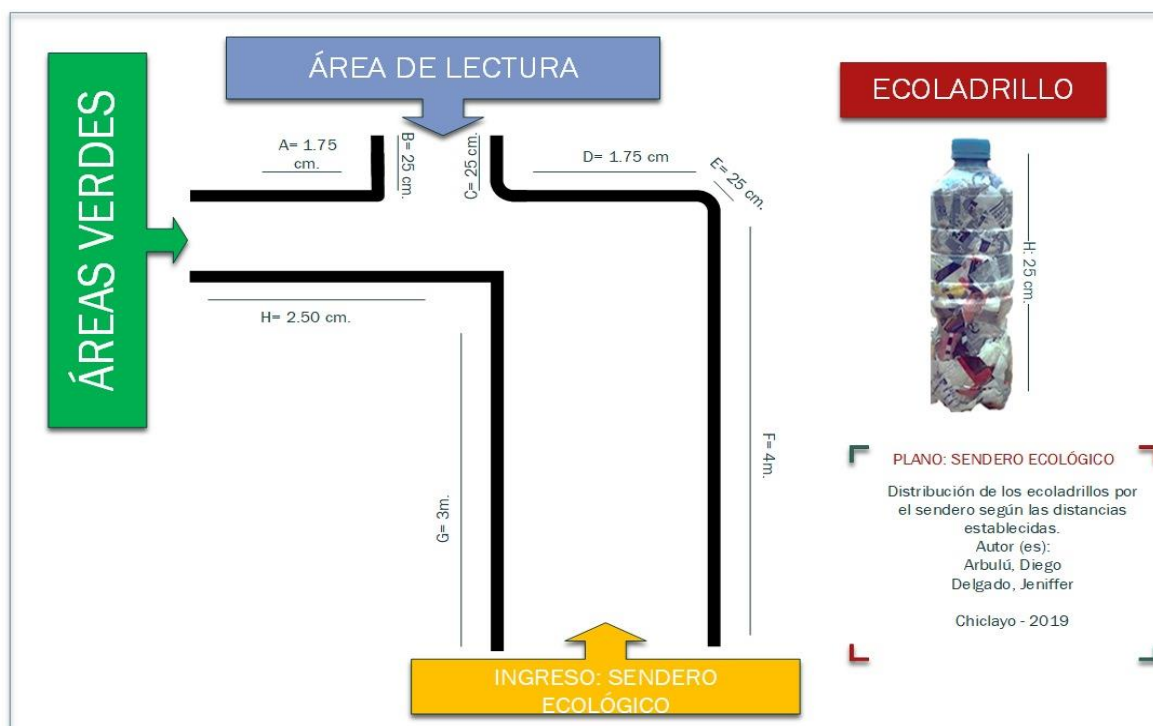 ÁREAS VERDES
ÁREA DE LECTURA
ECOLADRILLO
A= 1.75
cm.
B= 25 cm.
C= 25 cm.
D= 1.75 cm
E= 25 cm.
H: 25 cm.
H= 2.50 cm.
G= 3m.
F= 4m.
PLANO: SENDERO ECOLÓGICO
Distribución de los ecoladrillos por
el sendero según las distancias
establecidas.
Autor (es):
Arbulú, Diego
Delgado, Jeniffer
Chiclayo - 2019
INGRESO: SENDERO
ECOLÓGICO